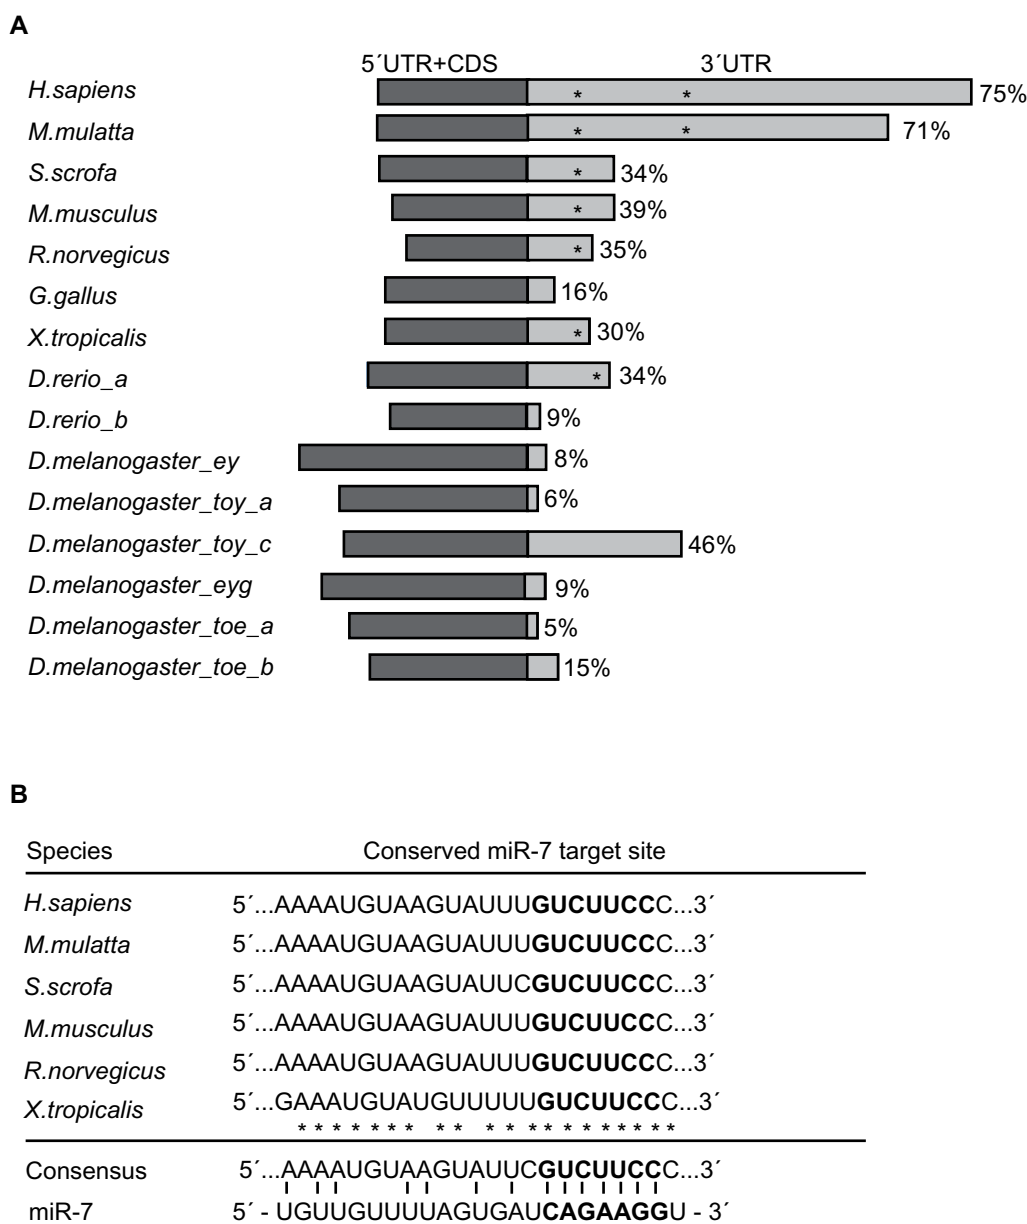 A
5´UTR+CDS 3´UTR
H.sapiens * * 75%
M.mulatta * * 71%
S.scrofa * 34%
M.musculus * 39%
R.norvegicus * 35%
G.gallus 16%
X.tropicalis * 30%
D.rerio_a * 34%
D.rerio_b 9%
D.melanogaster_ey 8%
D.melanogaster_toy_a 6%
D.melanogaster_toy_c 46%
D.melanogaster_eyg 9%
D.melanogaster_toe_a 5%
D.melanogaster_toe_b 15%
B
Species Conserved miR-7 target site
H.sapiens 5´...AAAAUGUAAGUAUUUGUCUUCCC...3´
M.mulatta 5´...AAAAUGUAAGUAUUUGUCUUCCC...3´
S.scrofa 5´...AAAAUGUAAGUAUUCGUCUUCCC...3´
M.musculus 5´...AAAAUGUAAGUAUUUGUCUUCCC...3´
R.norvegicus 5´...AAAAUGUAAGUAUUUGUCUUCCC...3´
X.tropicalis 5´...GAAAUGUAUGUUUUUGUCUUCCC...3´
* * * * * * * * * * * * * * * * * * * *
Consensus 5´...AAAAUGUAAGUAUUCGUCUUCCC...3´
miR-7 5´ - UGUUGUUUUAGUGAUCAGAAGGU - 3´